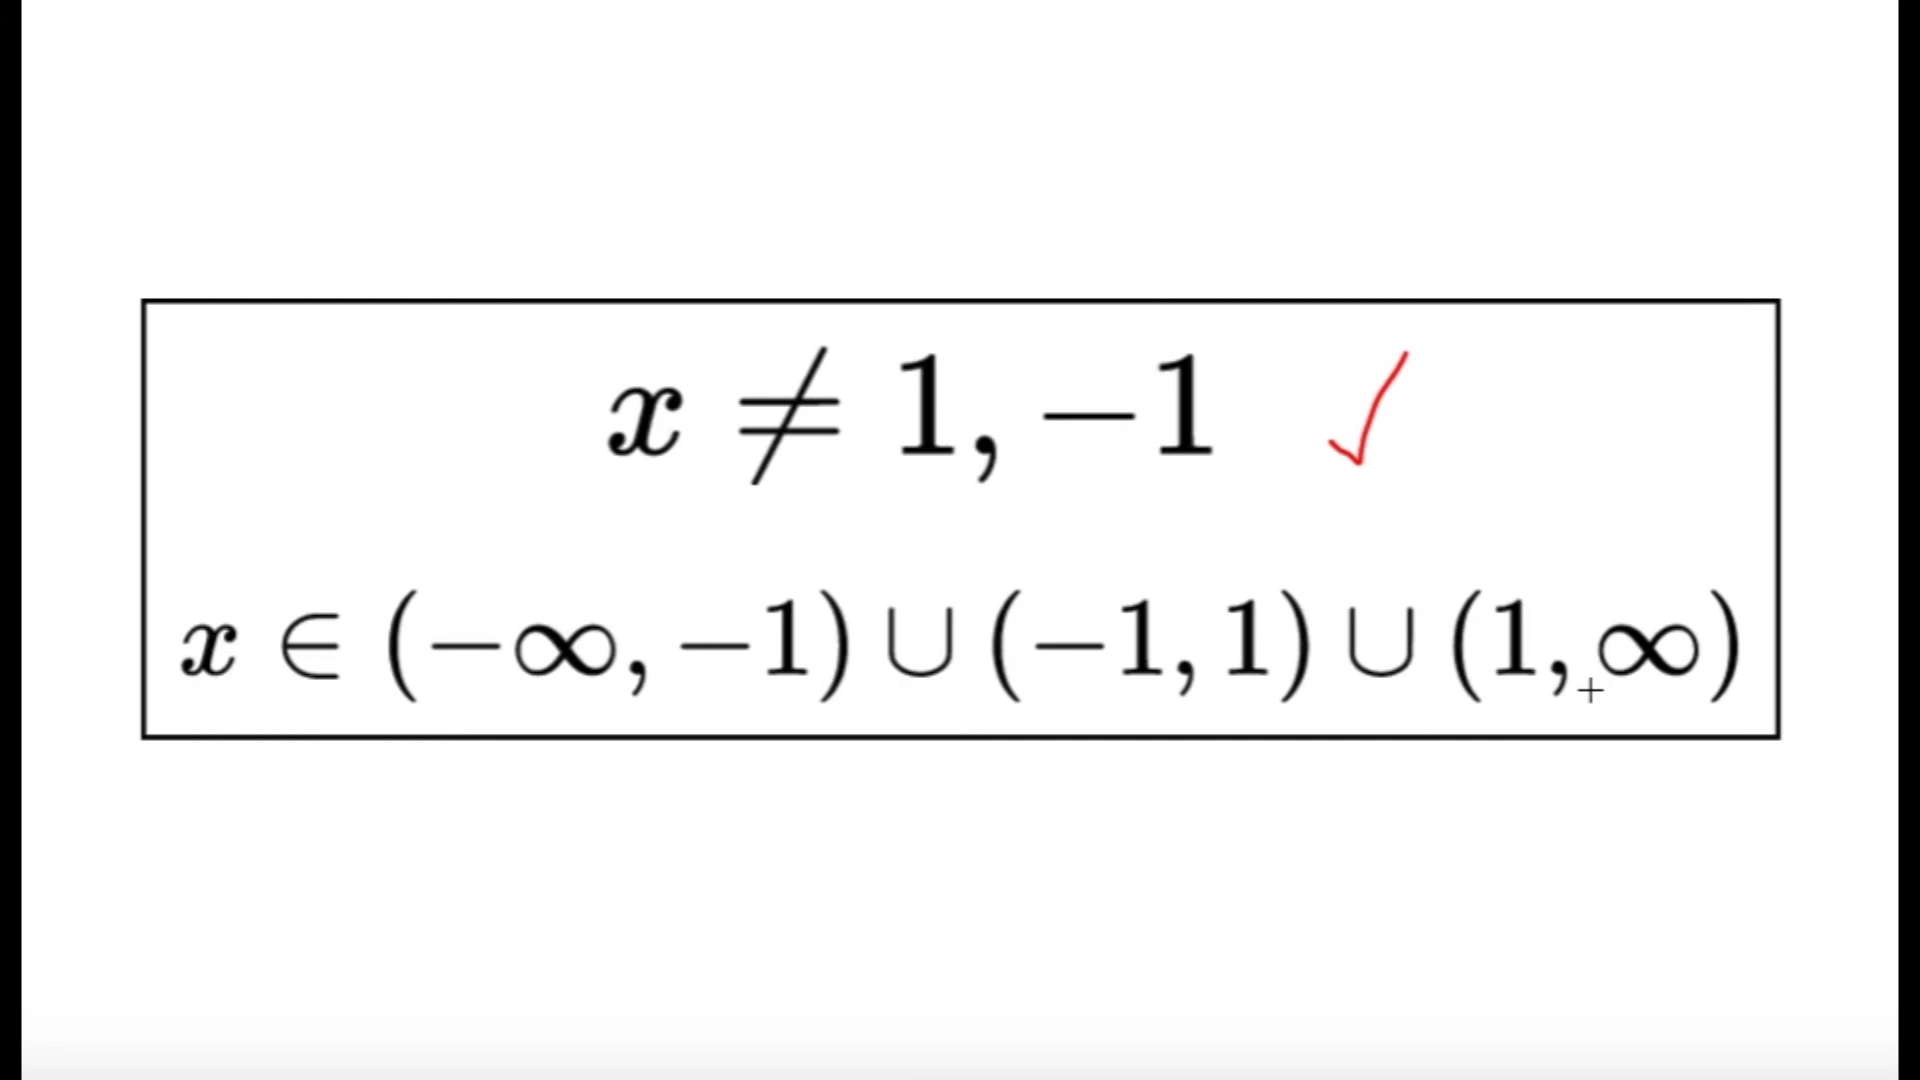 x ≠ 1, −1 ✓
x ∈ (−∞, −1) ∪ (−1, 1) ∪ (1, ∞)